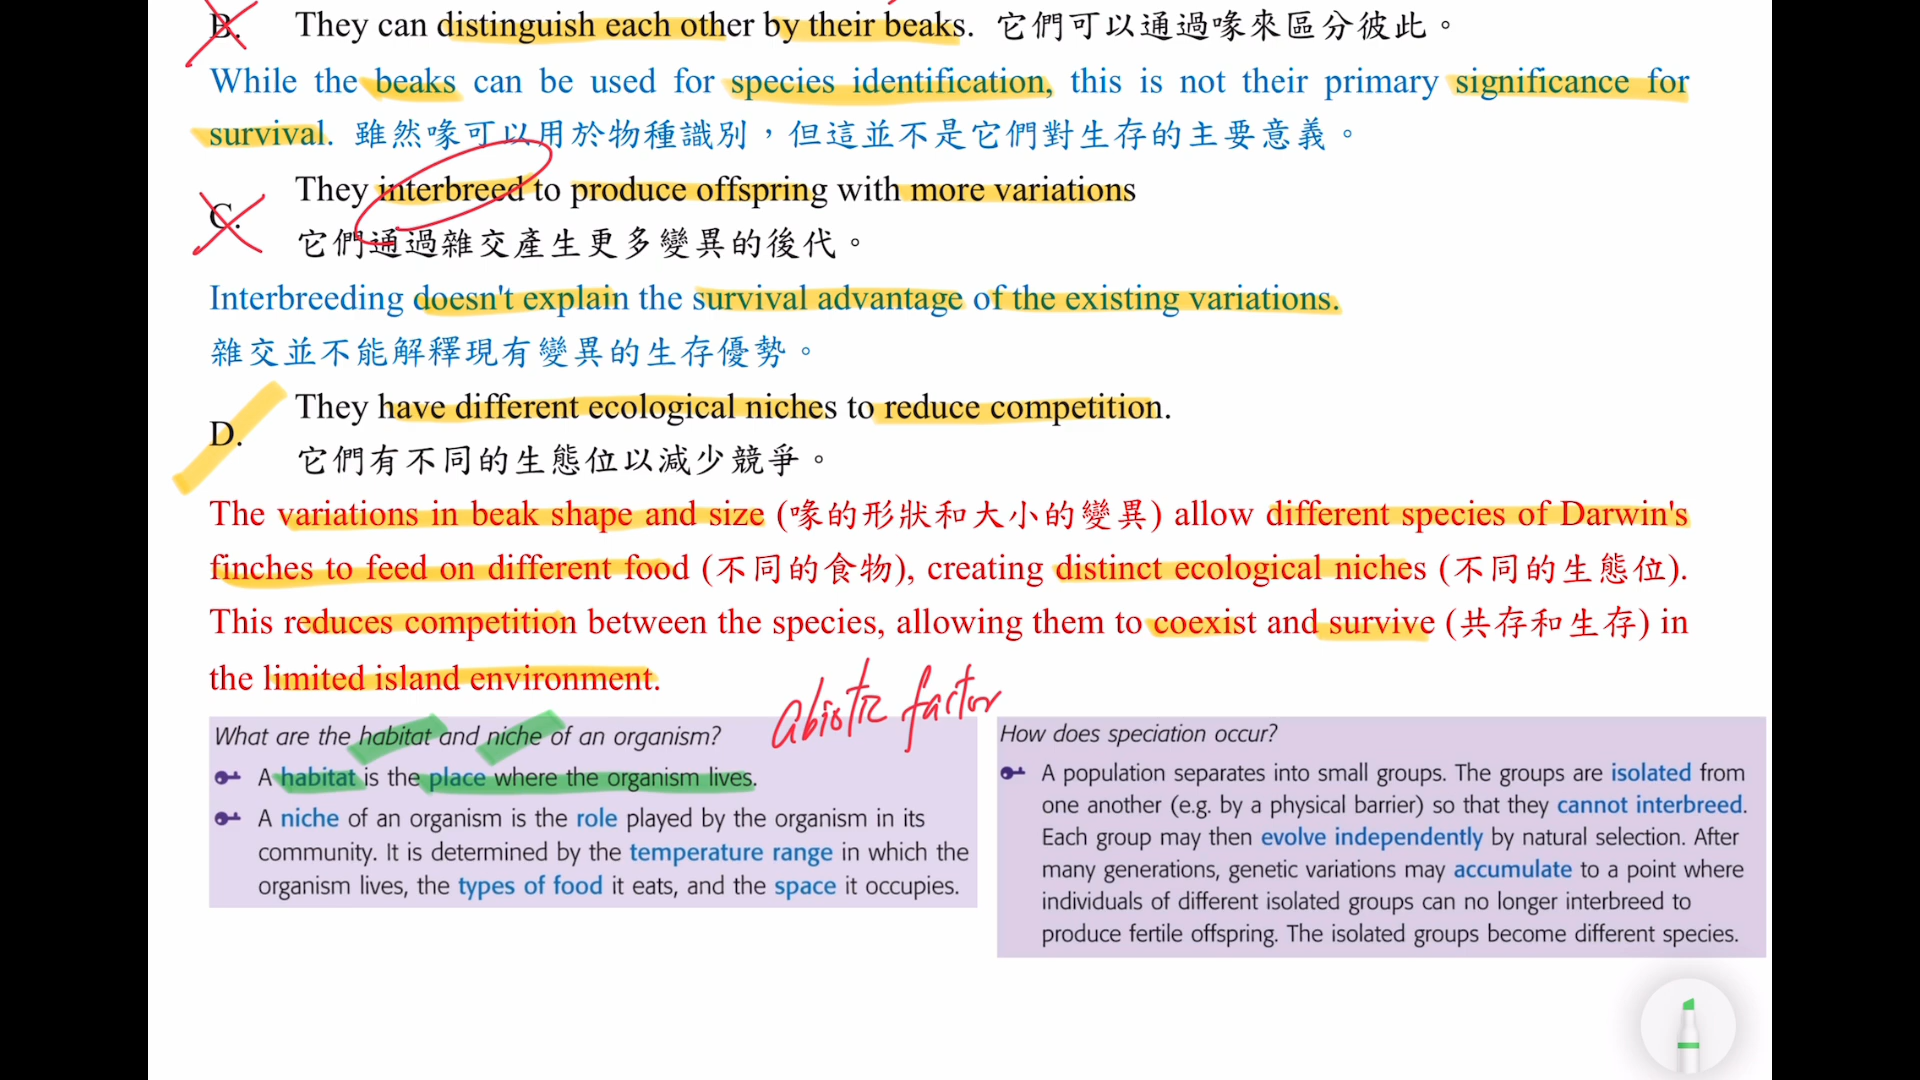 B. They can distinguish each other by their beaks. 它們可以通過喙來區分彼此。
While the beaks can be used for species identification, this is not their primary significance for
survival. 雖然喙可以用於物種識別，但這並不是它們對生存的主要意義。
They interbreed to produce offspring with more variations
C.
它們通過雜交產生更多變異的後代。
Interbreeding doesn't explain the survival advantage of the existing variations.
雜交並不能解釋現有變異的生存優勢。
They have different ecological niches to reduce competition.
D.
它們有不同的生態位以減少競爭。
The variations in beak shape and size (喙的形狀和大小的變異) allow different species of Darwin's
finches to feed on different food (不同的食物), creating distinct ecological niches (不同的生態位).
This reduces competition between the species, allowing them to coexist and survive (共存和生存) in
the limited island environment.
abiotic factor
What are the habitat and niche of an organism?
A habitat is the place where the organism lives.
A niche of an organism is the role played by the organism in its
community. It is determined by the temperature range in which the
organism lives, the types of food it eats, and the space it occupies.
How does speciation occur?
A population separates into small groups. The groups are isolated from
one another (e.g. by a physical barrier) so that they cannot interbreed.
Each group may then evolve independently by natural selection. After
many generations, genetic variations may accumulate to a point where
individuals of different isolated groups can no longer interbreed to
produce fertile offspring. The isolated groups become different species.